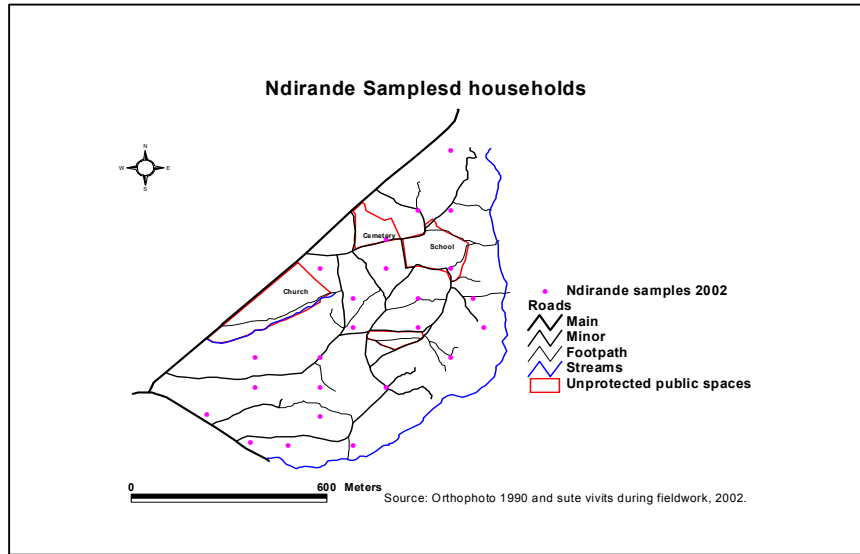 Ndirande Samplesd households
N
W E
S
Cemetery
School
Church
Ndirande samples 2002
Roads
Main
Minor
Footpath
Streams
Unprotected public spaces
0 600 Meters
Source: Orthophoto 1990 and sute vivits during fieldwork, 2002.